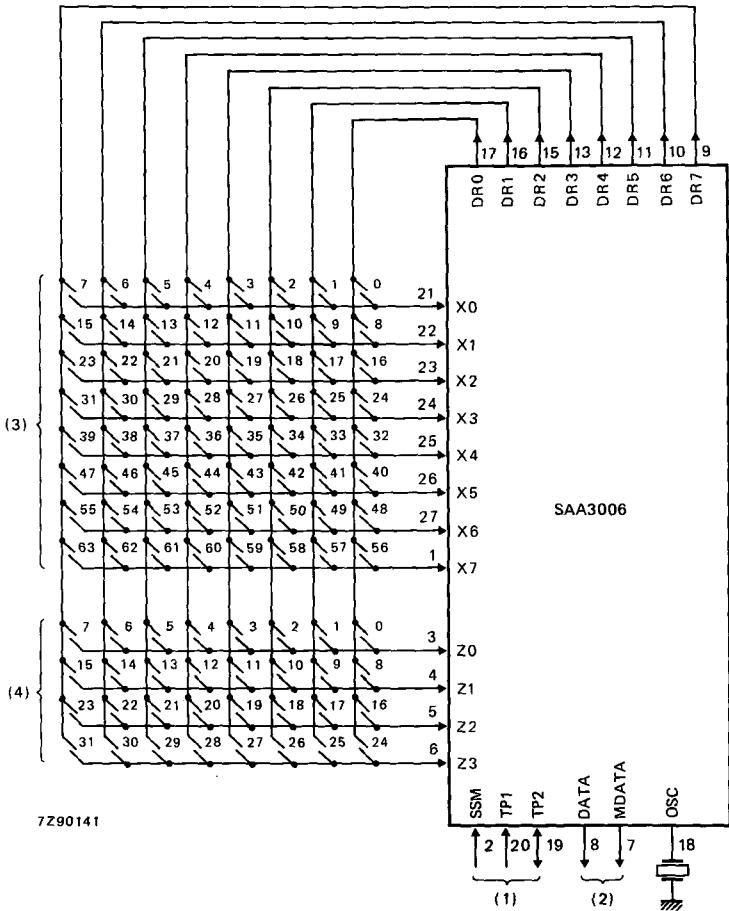 17 16 15 13 12 11 10 9
DR0 DR1 DR2 DR3 DR4 DR5 DR6 DR7
7 6 5 4 3 2 1 0
21 X0
15 14 13 12 11 10 9 8
22 X1
23 22 21 20 19 18 17 16
23 X2
31 30 29 28 27 26 25 24
(3) 24 X3
39 38 37 36 35 34 33 32
25 X4
47 46 45 44 43 42 41 40
26 X5
55 54 53 52 51 50 49 48
27 X6
SAA3006
63 62 61 60 59 58 57 56
1 X7
7 6 5 4 3 2 1 0
3 Z0
15 14 13 12 11 10 9 8
(4) 4 Z1
23 22 21 20 19 18 17 16
5 Z2
31 30 29 28 27 26 25 24
6 Z3
SSM TP1 TP2 DATA MDATA OSC
7Z90141
2 20 19 8 7 18
(1) (2)